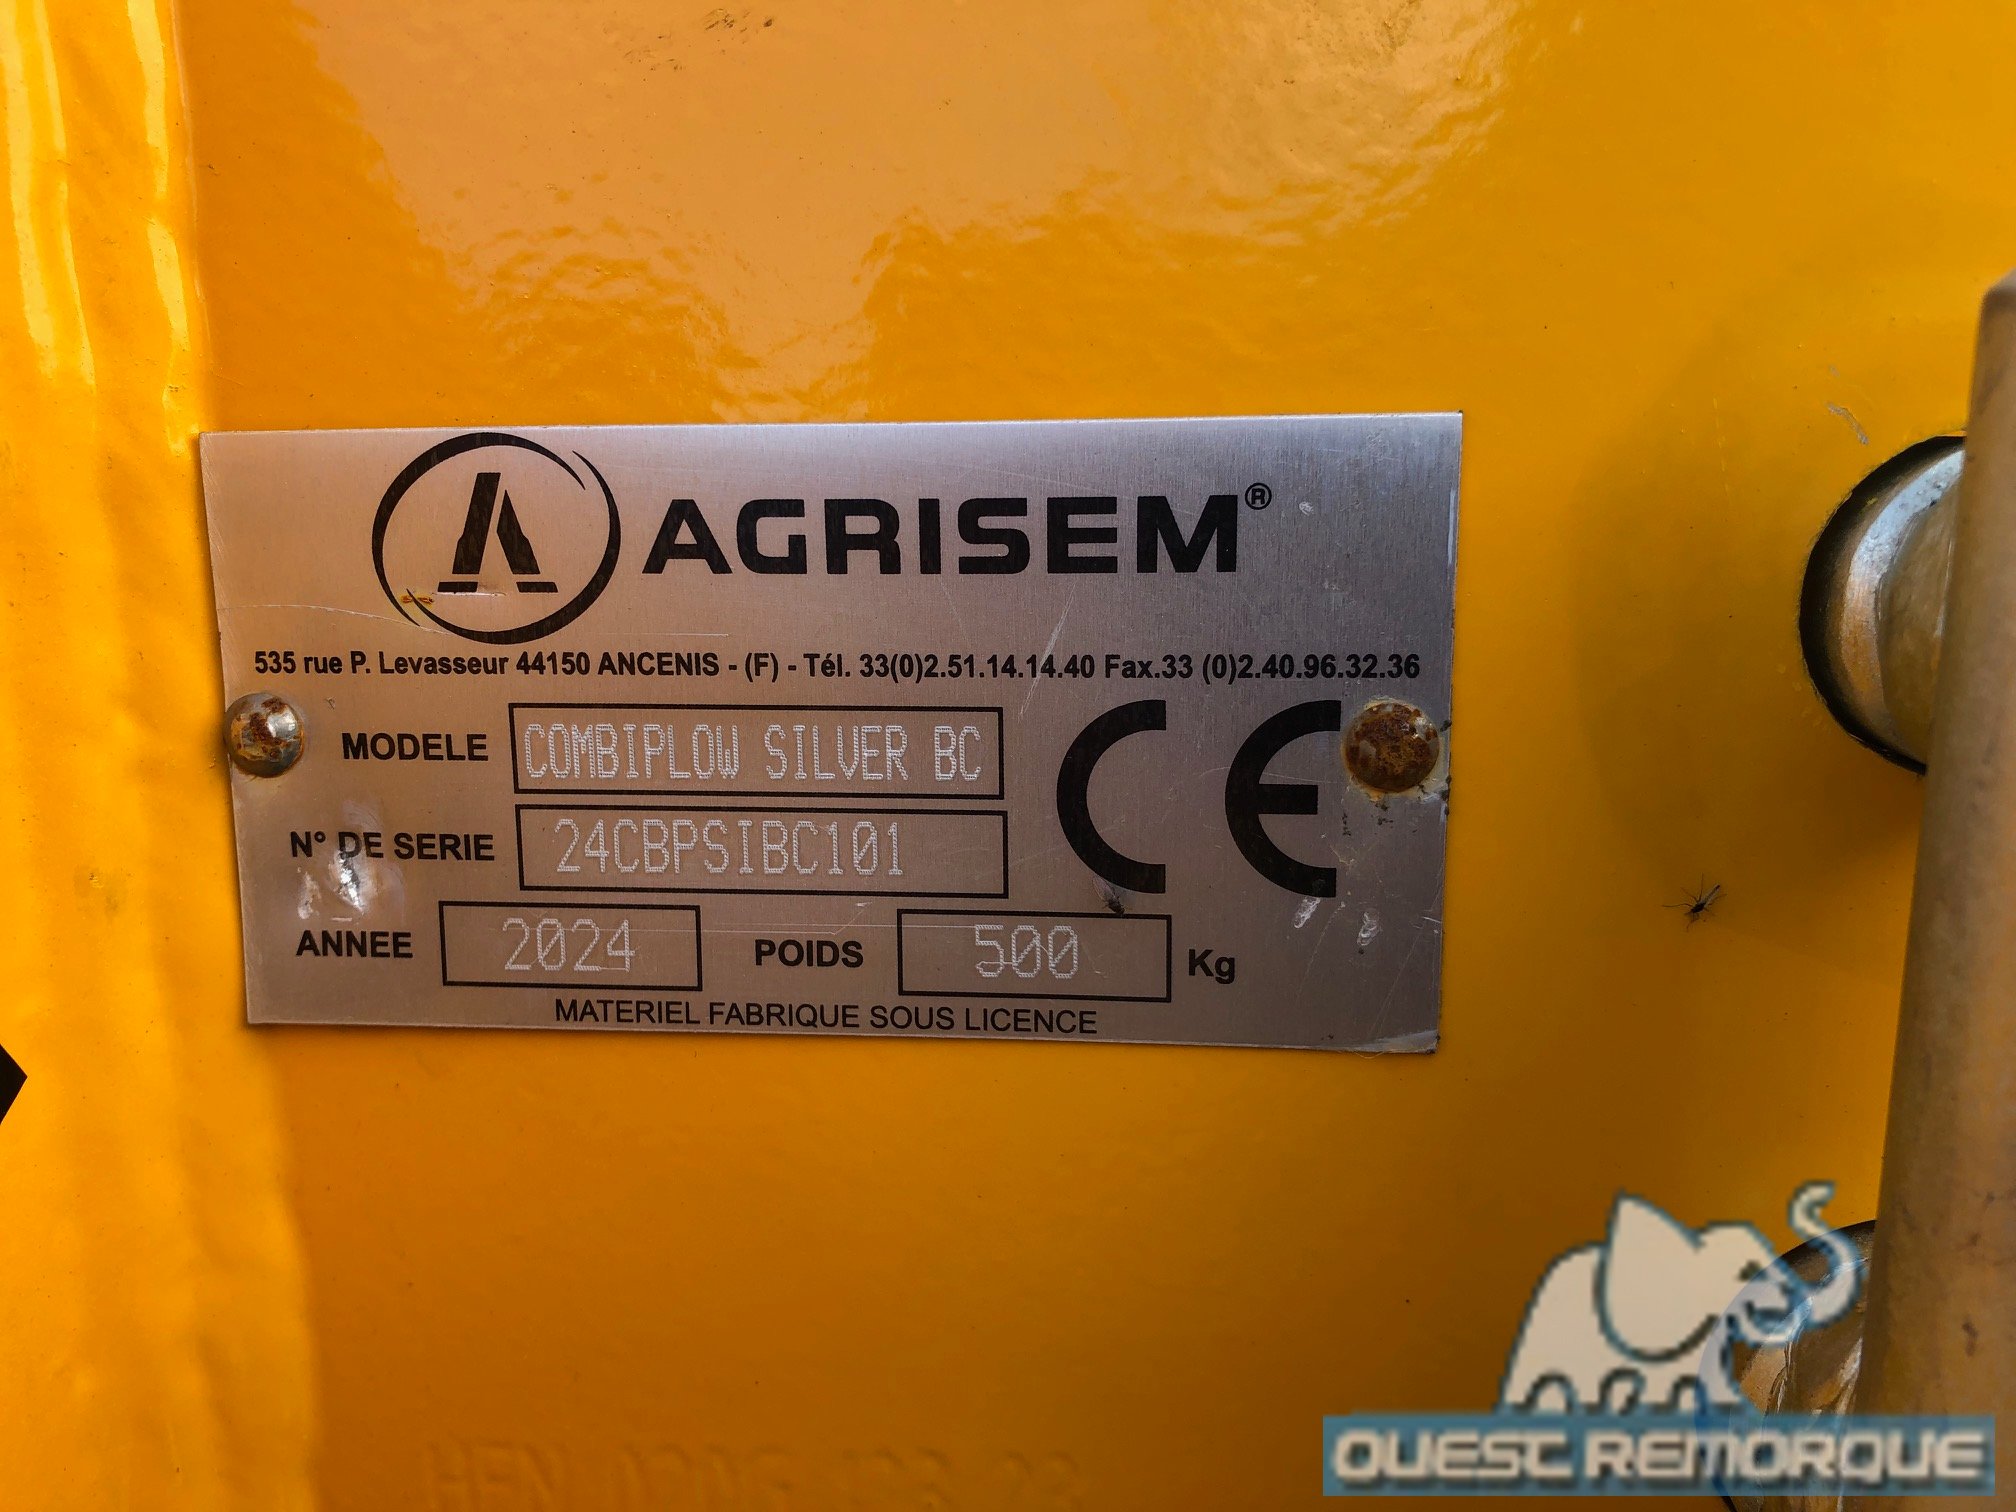 AGRISEM®
535 rue P. Levasseur 44150 ANCENIS - (F) - Tél. 33(0)2.51.14.14.40 Fax.33 (0)2.40.96.32.36
MODELE COMBIPLOW SILVER BC
N° DE SERIE 24CBPSIBC101
CE
ANNEE 2024 POIDS 500 Kg
MATERIEL FABRIQUE SOUS LICENCE
OUEST REMORQUE